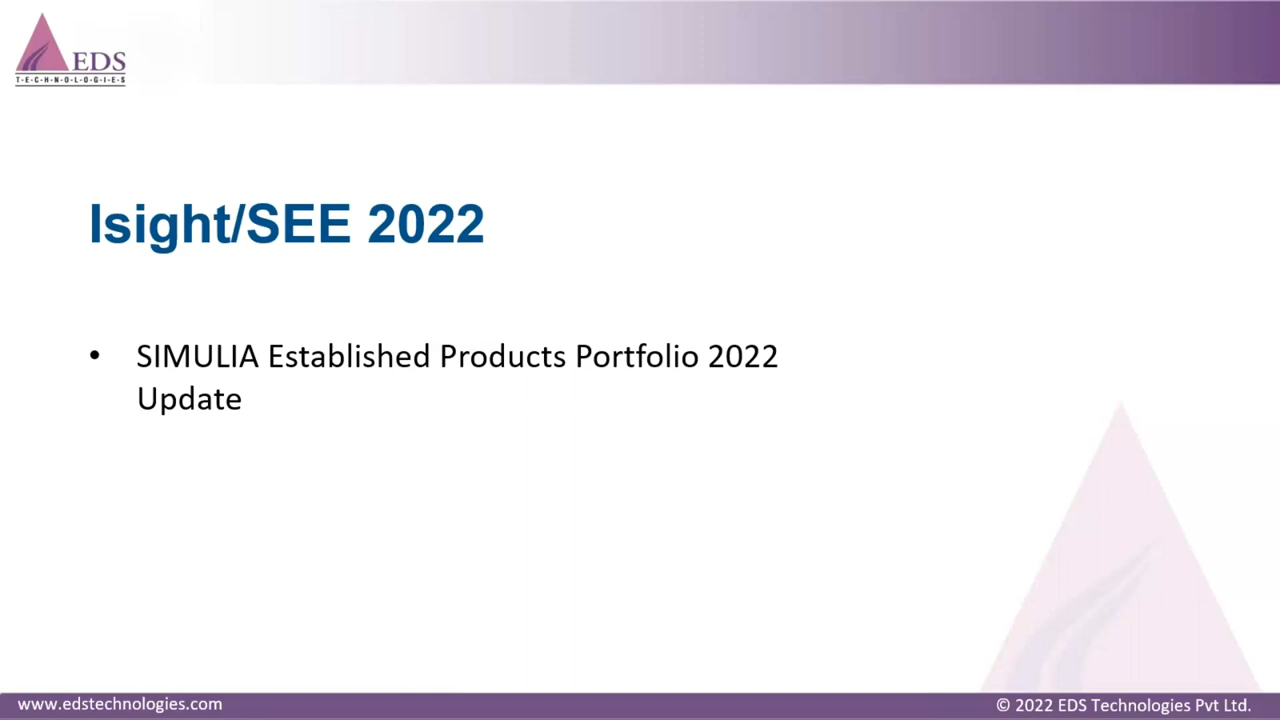 EDS
T·E·C·H·N·O·L·O·G·I·E·S
Isight/SEE 2022
• SIMULIA Established Products Portfolio 2022
Update
www.edstechnologies.com
© 2022 EDS Technologies Pvt Ltd.